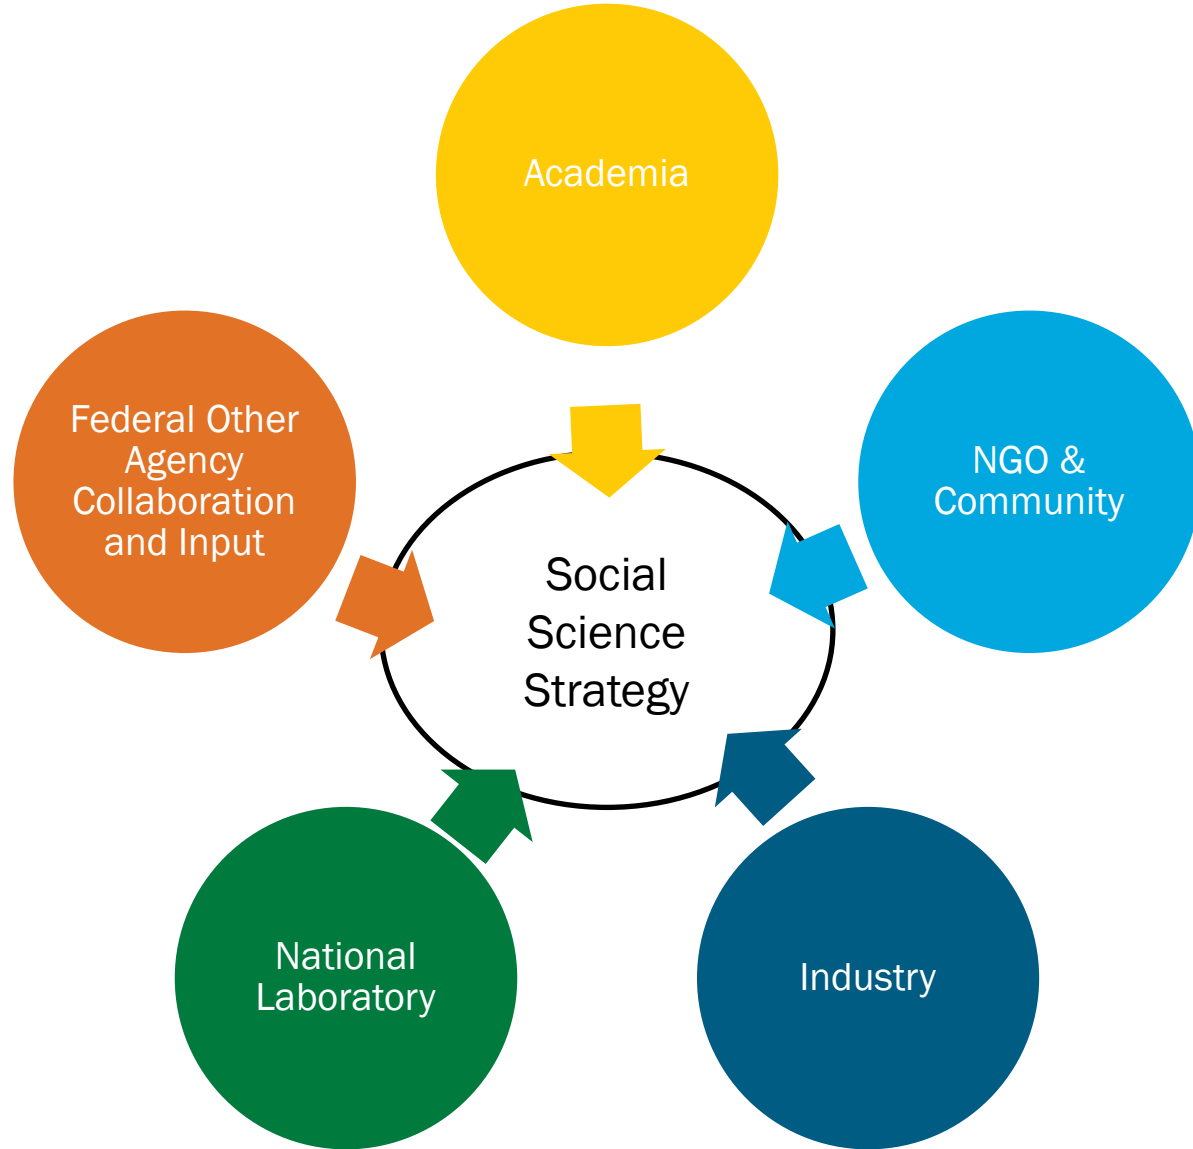 Academia
Federal Other
Agency
Collaboration
and Input
NGO &
Community
Social
Science
Strategy
National
Laboratory
Industry